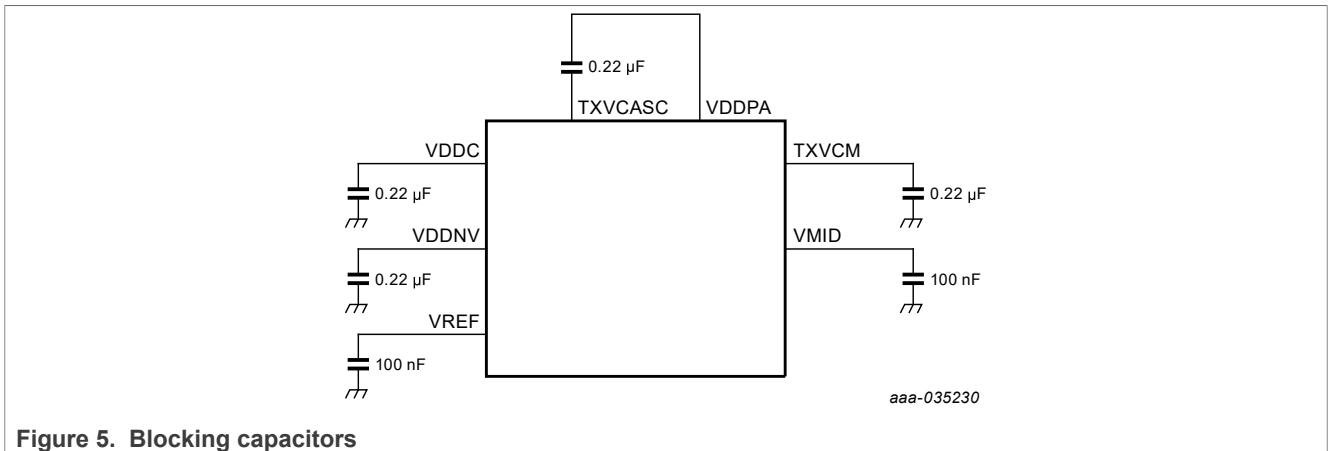 0.22 µF
TXVCASC VDDPA
VDDC TXVCM
0.22 µF 0.22 µF
VDDNV VMID
0.22 µF 100 nF
VREF
100 nF
aaa-035230
Figure 5. Blocking capacitors